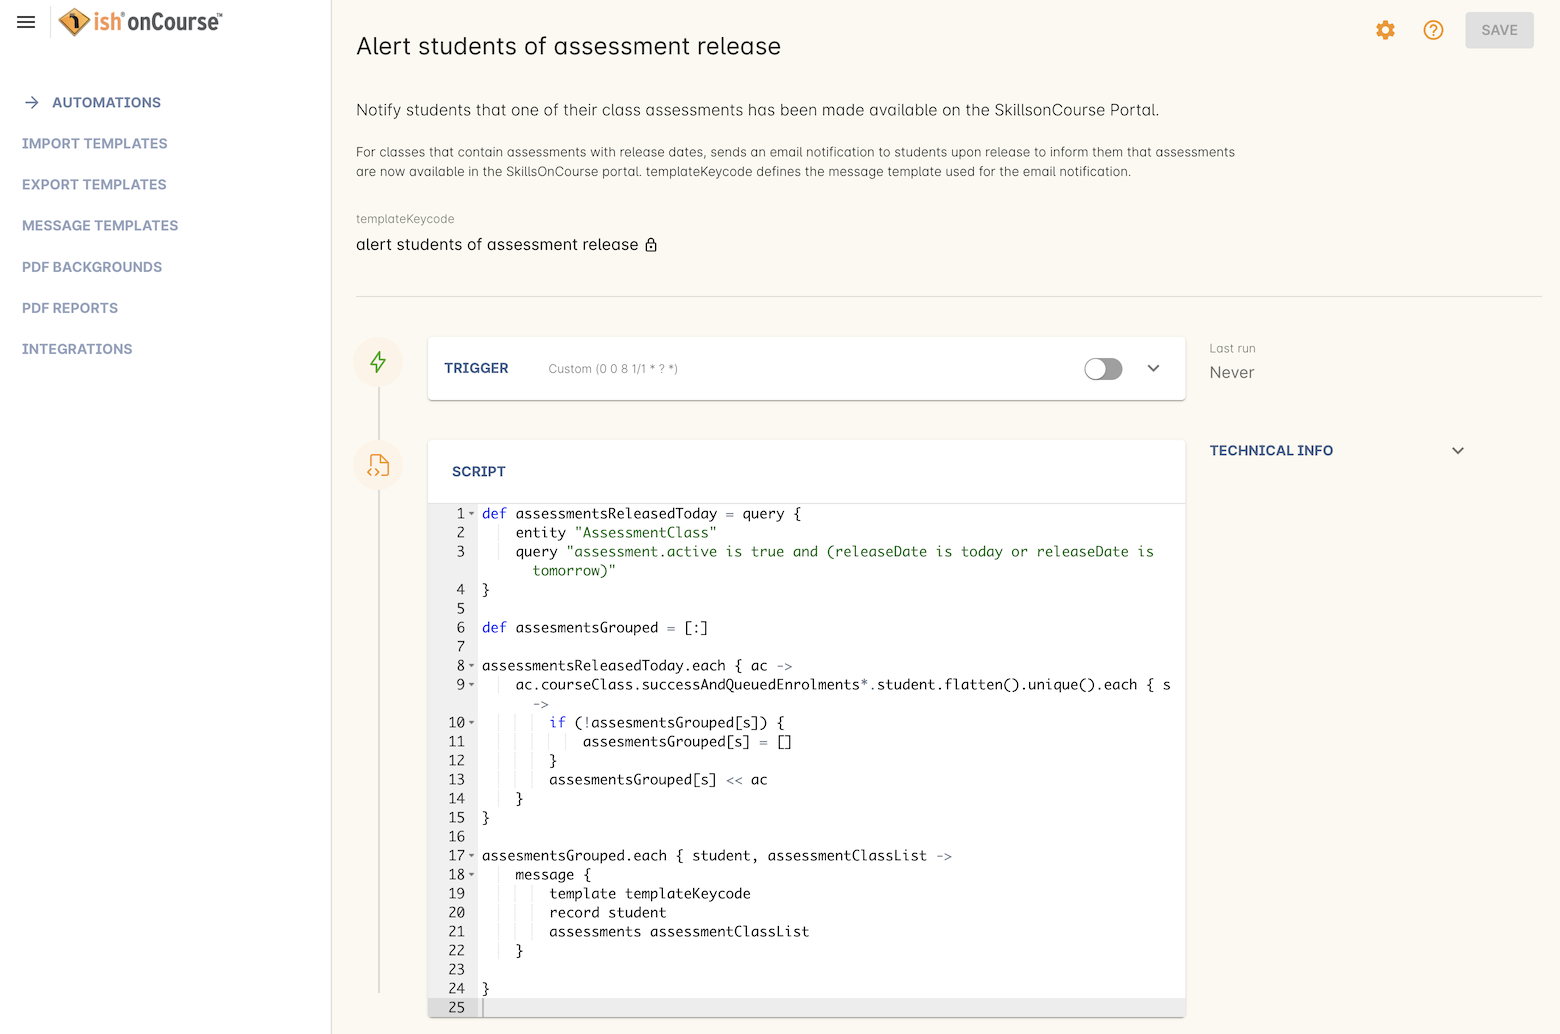 ish onCourse™
AUTOMATIONS
IMPORT TEMPLATES
EXPORT TEMPLATES
MESSAGE TEMPLATES
PDF BACKGROUNDS
PDF REPORTS
INTEGRATIONS
Alert students of assessment release
SAVE
Notify students that one of their class assessments has been made available on the SkillsonCourse Portal.
For classes that contain assessments with release dates, sends an email notification to students upon release to inform them that assessments
are now available in the SkillsOnCourse portal. templateKeycode defines the message template used for the email notification.
templateKeycode
alert students of assessment release
TRIGGER Custom (0 0 8 1/1 * ? *)
Last run
Never
SCRIPT
TECHNICAL INFO
1 def assessmentsReleasedToday = query {
2 entity "AssessmentClass"
3 query "assessment.active is true and (releaseDate is today or releaseDate is
tomorrow)"
4 }
5
6 def assesmentsGrouped = [:]
7
8 assessmentsReleasedToday.each { ac ->
9 ac.courseClass.successAndQueuedEnrolments*.student.flatten().unique().each { s
->
10 if (!assesmentsGrouped[s]) {
11 assesmentsGrouped[s] = []
12 }
13 assesmentsGrouped[s] << ac
14 }
15 }
16
17 assesmentsGrouped.each { student, assessmentClassList ->
18 message {
19 template templateKeycode
20 record student
21 assessments assessmentClassList
22 }
23
24 }
25